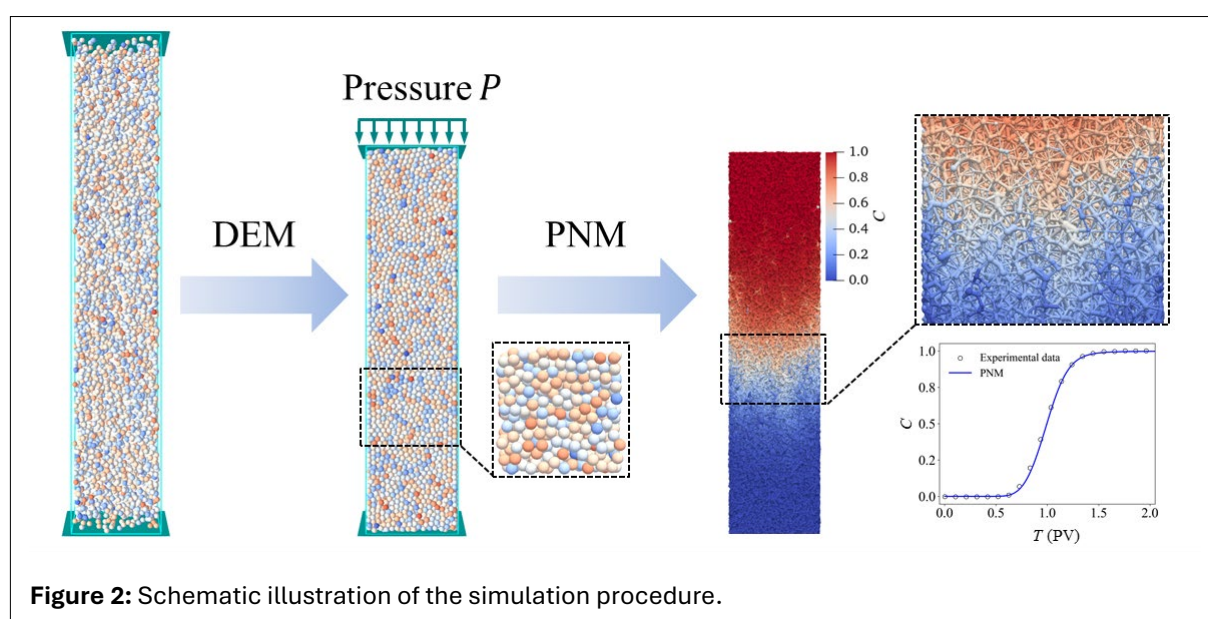 Pressure P
DEM
PNM
1.0
0.8
0.6
0.4
0.2
0.0
C
1.0
0.8
0.5
0.2
0.0
C
Experimental data
PNM
0.0 0.5 1.0 1.5 2.0
T (PV)
Figure 2: Schematic illustration of the simulation procedure.